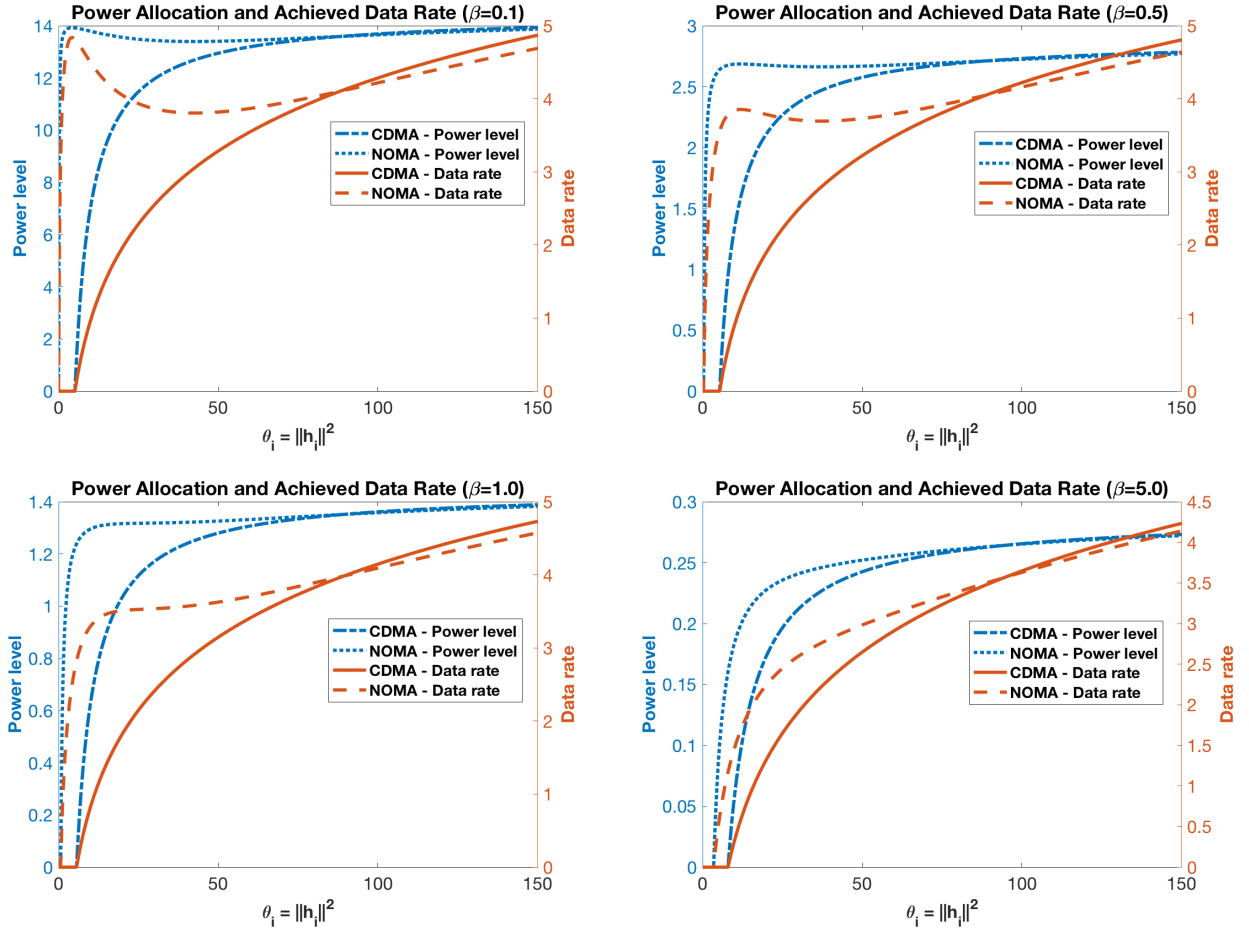 Power Allocation and Achieved Data Rate (β=0.1)
14
12
10
8
6
4
2
0
Power level
5
4
3
2
1
0
Data rate
CDMA - Power level
NOMA - Power level
CDMA - Data rate
NOMA - Data rate
0 50 100 150
θ_i = ||h_i||^2
Power Allocation and Achieved Data Rate (β=0.5)
3
2.5
2
1.5
1
0.5
0
Power level
5
4
3
2
1
0
Data rate
CDMA - Power level
NOMA - Power level
CDMA - Data rate
NOMA - Data rate
0 50 100 150
θ_i = ||h_i||^2
Power Allocation and Achieved Data Rate (β=1.0)
1.4
1.2
1
0.8
0.6
0.4
0.2
0
Power level
5
4
3
2
1
0
Data rate
CDMA - Power level
NOMA - Power level
CDMA - Data rate
NOMA - Data rate
0 50 100 150
θ_i = ||h_i||^2
Power Allocation and Achieved Data Rate (β=5.0)
0.3
0.25
0.2
0.15
0.1
0.05
0
Power level
4.5
4
3.5
3
2.5
2
1.5
1
0.5
0
Data rate
CDMA - Power level
NOMA - Power level
CDMA - Data rate
NOMA - Data rate
0 50 100 150
θ_i = ||h_i||^2